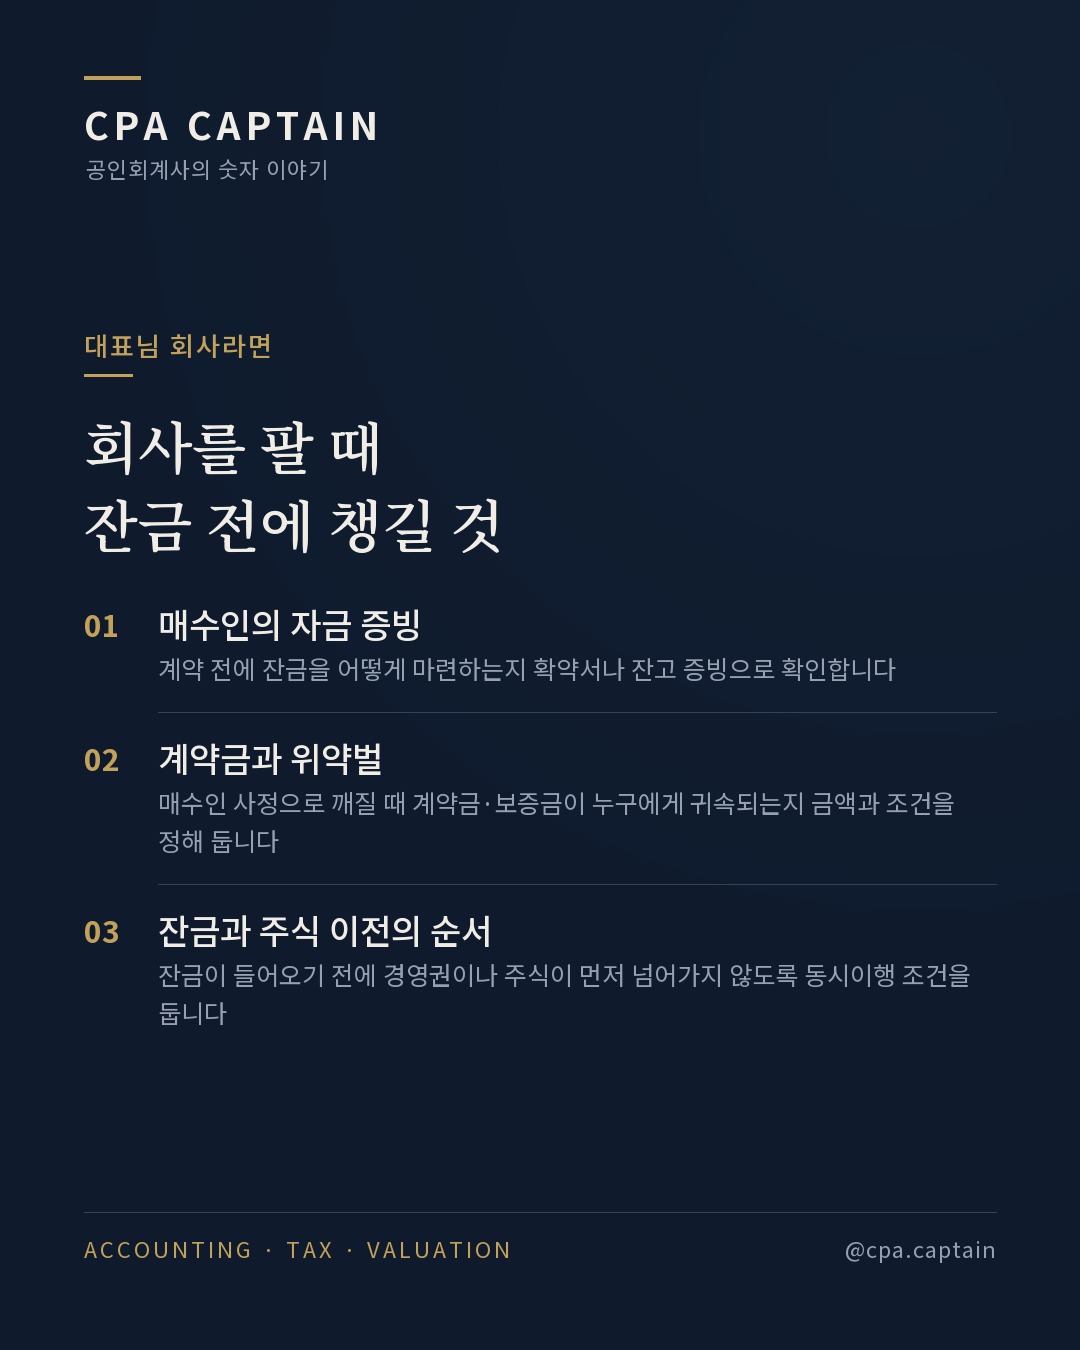 CPA CAPTAIN
공인회계사의 숫자 이야기
대표님 회사라면
회사를 팔 때
잔금 전에 챙길 것
01 매수인의 자금 증빙
계약 전에 잔금을 어떻게 마련하는지 확약서나 잔고 증빙으로 확인합니다
02 계약금과 위약벌
매수인 사정으로 깨질 때 계약금·보증금이 누구에게 귀속되는지 금액과 조건을
정해 둡니다
03 잔금과 주식 이전의 순서
잔금이 들어오기 전에 경영권이나 주식이 먼저 넘어가지 않도록 동시이행 조건을
둡니다
ACCOUNTING · TAX · VALUATION
@cpa.captain